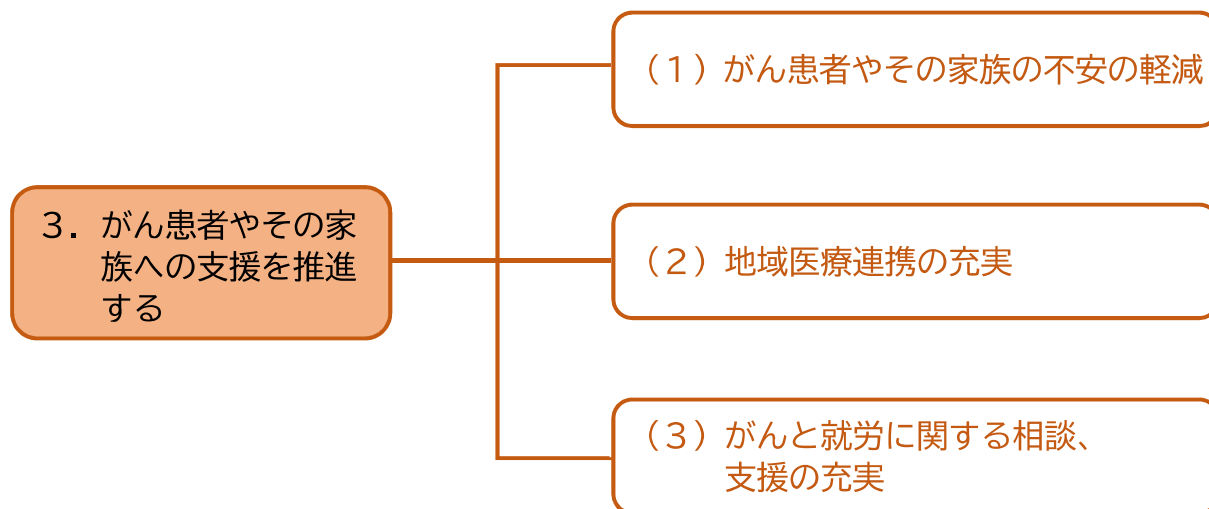 3．がん患者やその家
族への支援を推進
する
（1）がん患者やその家族の不安の軽減
（2）地域医療連携の充実
（3）がんと就労に関する相談、
支援の充実